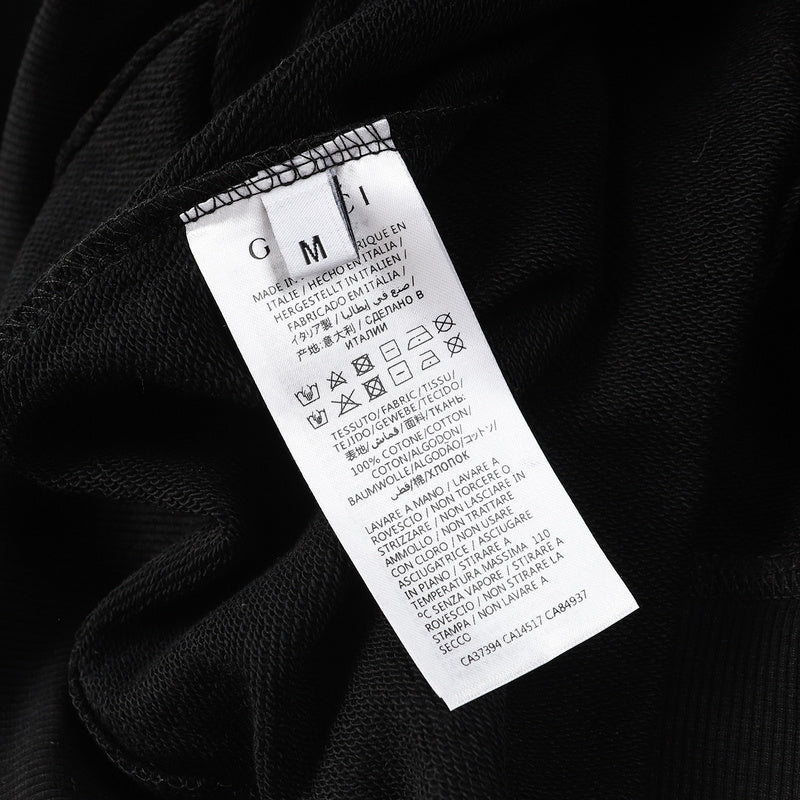 G CI
M
MADE IN RIQUE EN
ITALIE / HECHO EN ITALIA /
HERGESTELLT IN ITALIEN /
FABRICADO EM ITÁLIA /
صنع في إيطاليا /
イタリア製 /
产地:意大利 / СДЕЛАНО В
ИТАЛИИ
TESSUTO/FABRIC/TISSU/
TEJIDO/GEWEBE/TECIDO/
表地/قماش/面料/ТКАНЬ:
100% COTONE/COTTON/
COTON/ALGODON/
BAUMWOLLE/ALGODÃO/コットン/
قطن/棉/ХЛОПОК
LAVARE A MANO / LAVARE A
ROVESCIO / NON TORCERE O
STRIZZARE / NON LASCIARE IN
AMMOLLO / NON TRATTARE
CON CLORO / NON USARE
ASCIUGATRICE / ASCIUGARE
IN PIANO / STIRARE A
TEMPERATURA MASSIMA 110
°C SENZA VAPORE / STIRARE A
ROVESCIO / NON STIRARE LA
STAMPA / NON LAVARE A
SECCO
CA37394 CA14517 CA84937